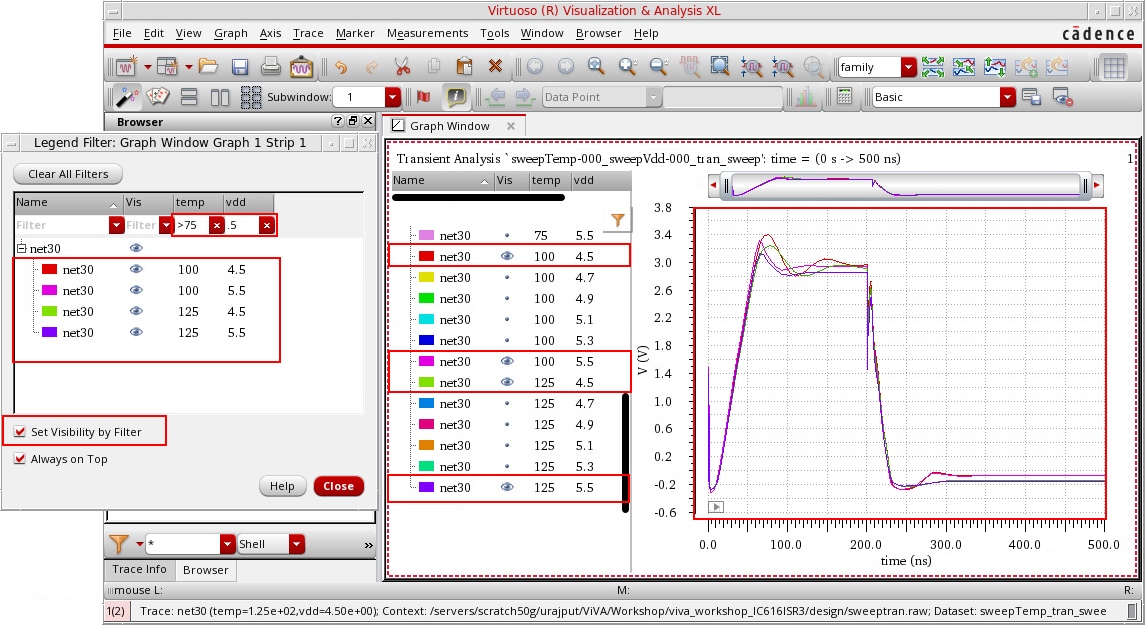 Virtuoso (R) Visualization & Analysis XL
File Edit View Graph Axis Trace Marker Measurements Tools Window Browser Help
cādence
family
Subwindow: 1
Data Point
Basic
Browser
Graph Window
Legend Filter: Graph Window Graph 1 Strip 1
Clear All Filters
Name Vis temp vdd
Filter Filter >75 .5
net30
net30 100 4.5
net30 100 5.5
net30 125 4.5
net30 125 5.5
Set Visibility by Filter
Always on Top
Help Close
Transient Analysis `sweepTemp-000_sweepVdd-000_tran_sweep': time = (0 s -> 500 ns)
1
Name Vis temp vdd
net30 75 5.5
net30 100 4.5
net30 100 4.7
net30 100 4.9
net30 100 5.1
net30 100 5.3
net30 100 5.5
net30 125 4.5
net30 125 4.7
net30 125 4.9
net30 125 5.1
net30 125 5.3
net30 125 5.5
V (V)
3.8
3.4
3.0
2.6
2.2
1.8
1.4
1.0
0.6
0.2
-0.2
-0.6
0.0 100.0 200.0 300.0 400.0 500.0
time (ns)
* Shell »
Trace Info Browser
mouse L: M: R:
1(2) Trace: net30 (temp=1.25e+02,vdd=4.50e+00); Context: /servers/scratch50g/urajput/ViVA/Workshop/viva_workshop_IC616ISR3/design/sweeptran.raw; Dataset: sweepTemp_tran_swee